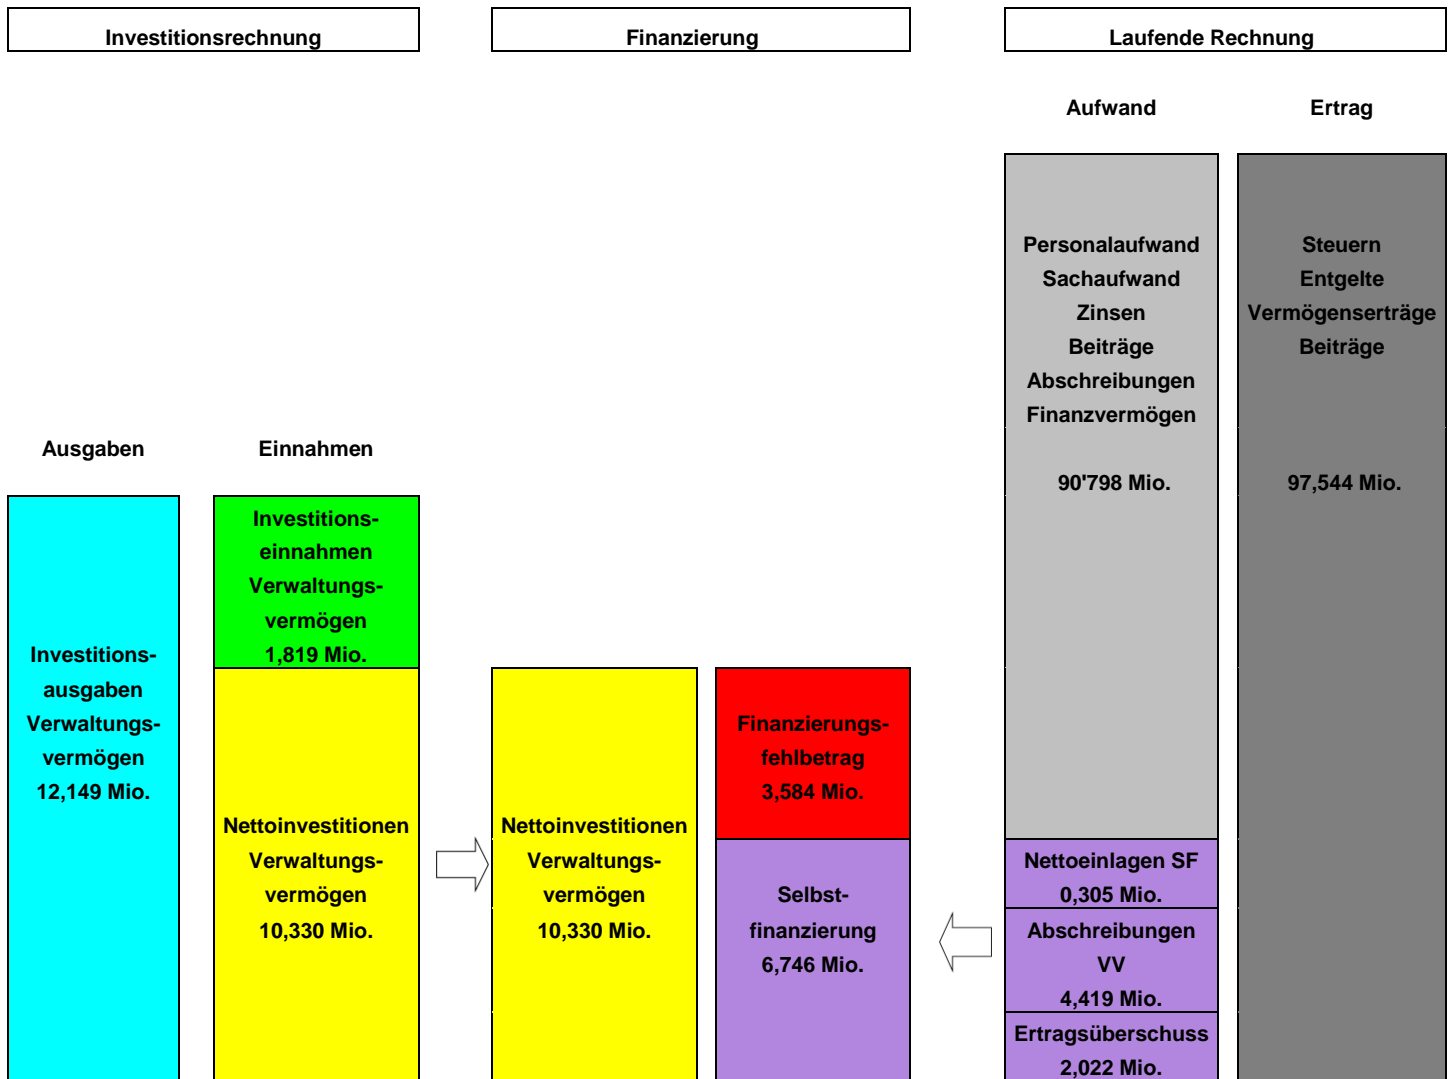 Investitionsrechnung
Finanzierung
Laufende Rechnung
Aufwand
Ertrag
Personalaufwand
Sachaufwand
Zinsen
Beiträge
Abschreibungen
Finanzvermögen
90'798 Mio.
Steuern
Entgelte
Vermögenserträge
Beiträge
97,544 Mio.
Ausgaben
Einnahmen
Investitions-
ausgaben
Verwaltungs-
vermögen
12,149 Mio.
Investitions-
einnahmen
Verwaltungs-
vermögen
1,819 Mio.
Nettoinvestitionen
Verwaltungs-
vermögen
10,330 Mio.
Nettoinvestitionen
Verwaltungs-
vermögen
10,330 Mio.
Finanzierungs-
fehlbetrag
3,584 Mio.
Selbst-
finanzierung
6,746 Mio.
Nettoeinlagen SF
0,305 Mio.
Abschreibungen
VV
4,419 Mio.
Ertragsüberschuss
2,022 Mio.